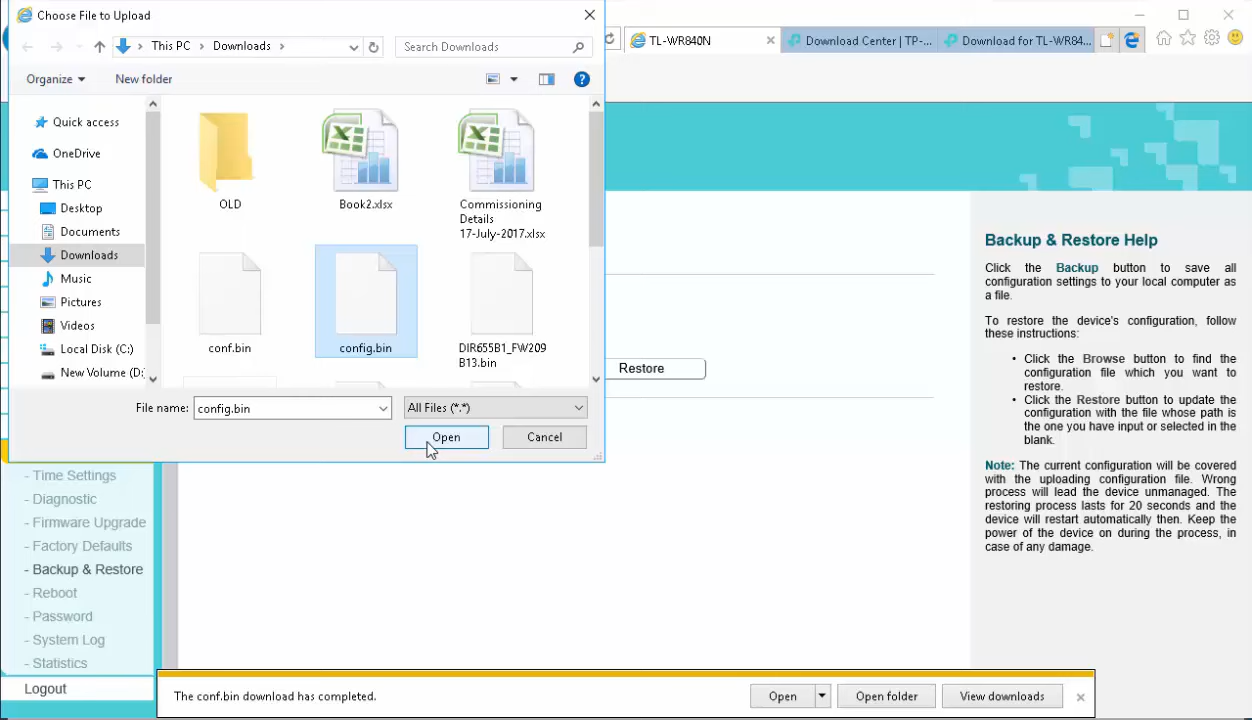 Choose File to Upload
This PC
Downloads
Search Downloads
TL-WR840N
Download Center | TP-...
Download for TL-WR84...
Organize
New folder
Quick access
OneDrive
This PC
Desktop
Documents
Downloads
Music
Pictures
Videos
Local Disk (C:)
New Volume (D:
OLD
Book2.xlsx
Commissioning
Details
17-July-2017.xlsx
conf.bin
config.bin
DIR655B1_FW209
B13.bin
File name:
config.bin
All Files (*.*)
Open
Cancel
Restore
Backup & Restore Help
Click the Backup button to save all
configuration settings to your local computer as
a file.
To restore the device's configuration, follow
these instructions:
• Click the Browse button to find the
configuration file which you want to
restore.
• Click the Restore button to update the
configuration with the file whose path is
the one you have input or selected in the
blank.
Note: The current configuration will be covered
with the uploading configuration file. Wrong
process will lead the device unmanaged. The
restoring process lasts for 20 seconds and the
device will restart automatically then. Keep the
power of the device on during the process, in
case of any damage.
- Time Settings
- Diagnostic
- Firmware Upgrade
- Factory Defaults
- Backup & Restore
- Reboot
- Password
- System Log
- Statistics
Logout
The conf.bin download has completed.
Open
Open folder
View downloads